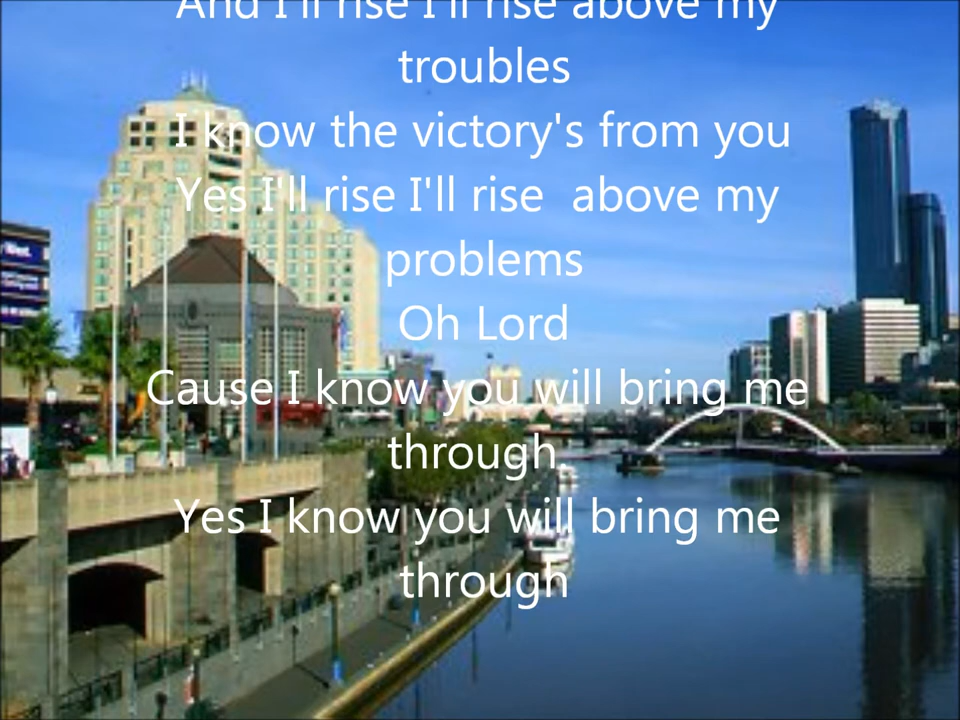 And I'll rise I'll rise above my
troubles
I know the victory's from you
Yes I'll rise I'll rise  above my
problems
Oh Lord
Cause I know you will bring me
through
Yes I know you will bring me
through